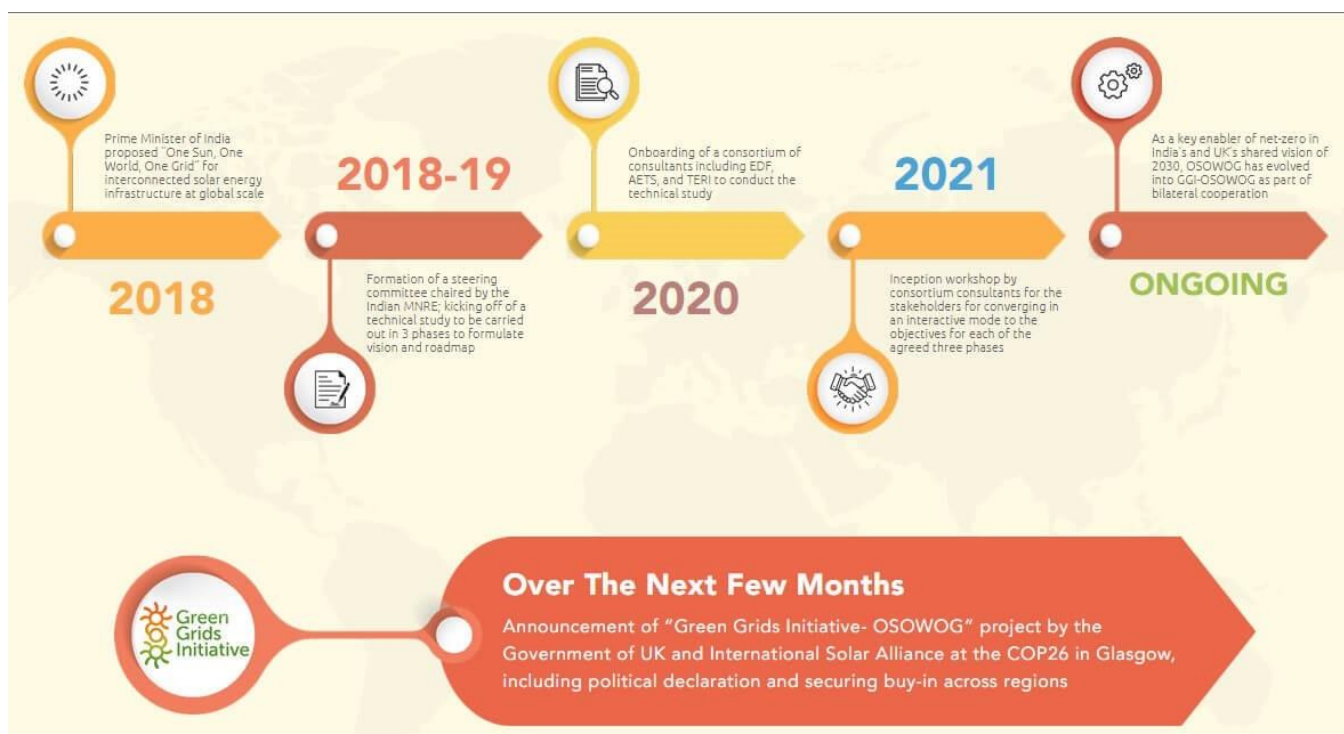 Prime Minister of India
proposed "One Sun, One
World, One Grid" for
interconnected solar energy
infrastructure at global scale
2018
2018-19
Formation of a steering
committee chaired by the
Indian MNRE; kicking off of a
technical study to be carried
out in 3 phases to formulate
vision and roadmap
Onboarding of a consortium of
consultants including EDF,
AETS, and TERI to conduct the
technical study
2020
2021
Inception workshop by
consortium consultants for the
stakeholders for converging in
an interactive mode to the
objectives for each of the
agreed three phases
As a key enabler of net-zero in
India's and UK's shared vision of
2030, OSOWOG has evolved
into GGI-OSOWOG as part of
bilateral cooperation
ONGOING
Green
Grids
Initiative
Over The Next Few Months
Announcement of “Green Grids Initiative- OSOWOG” project by the
Government of UK and International Solar Alliance at the COP26 in Glasgow,
including political declaration and securing buy-in across regions